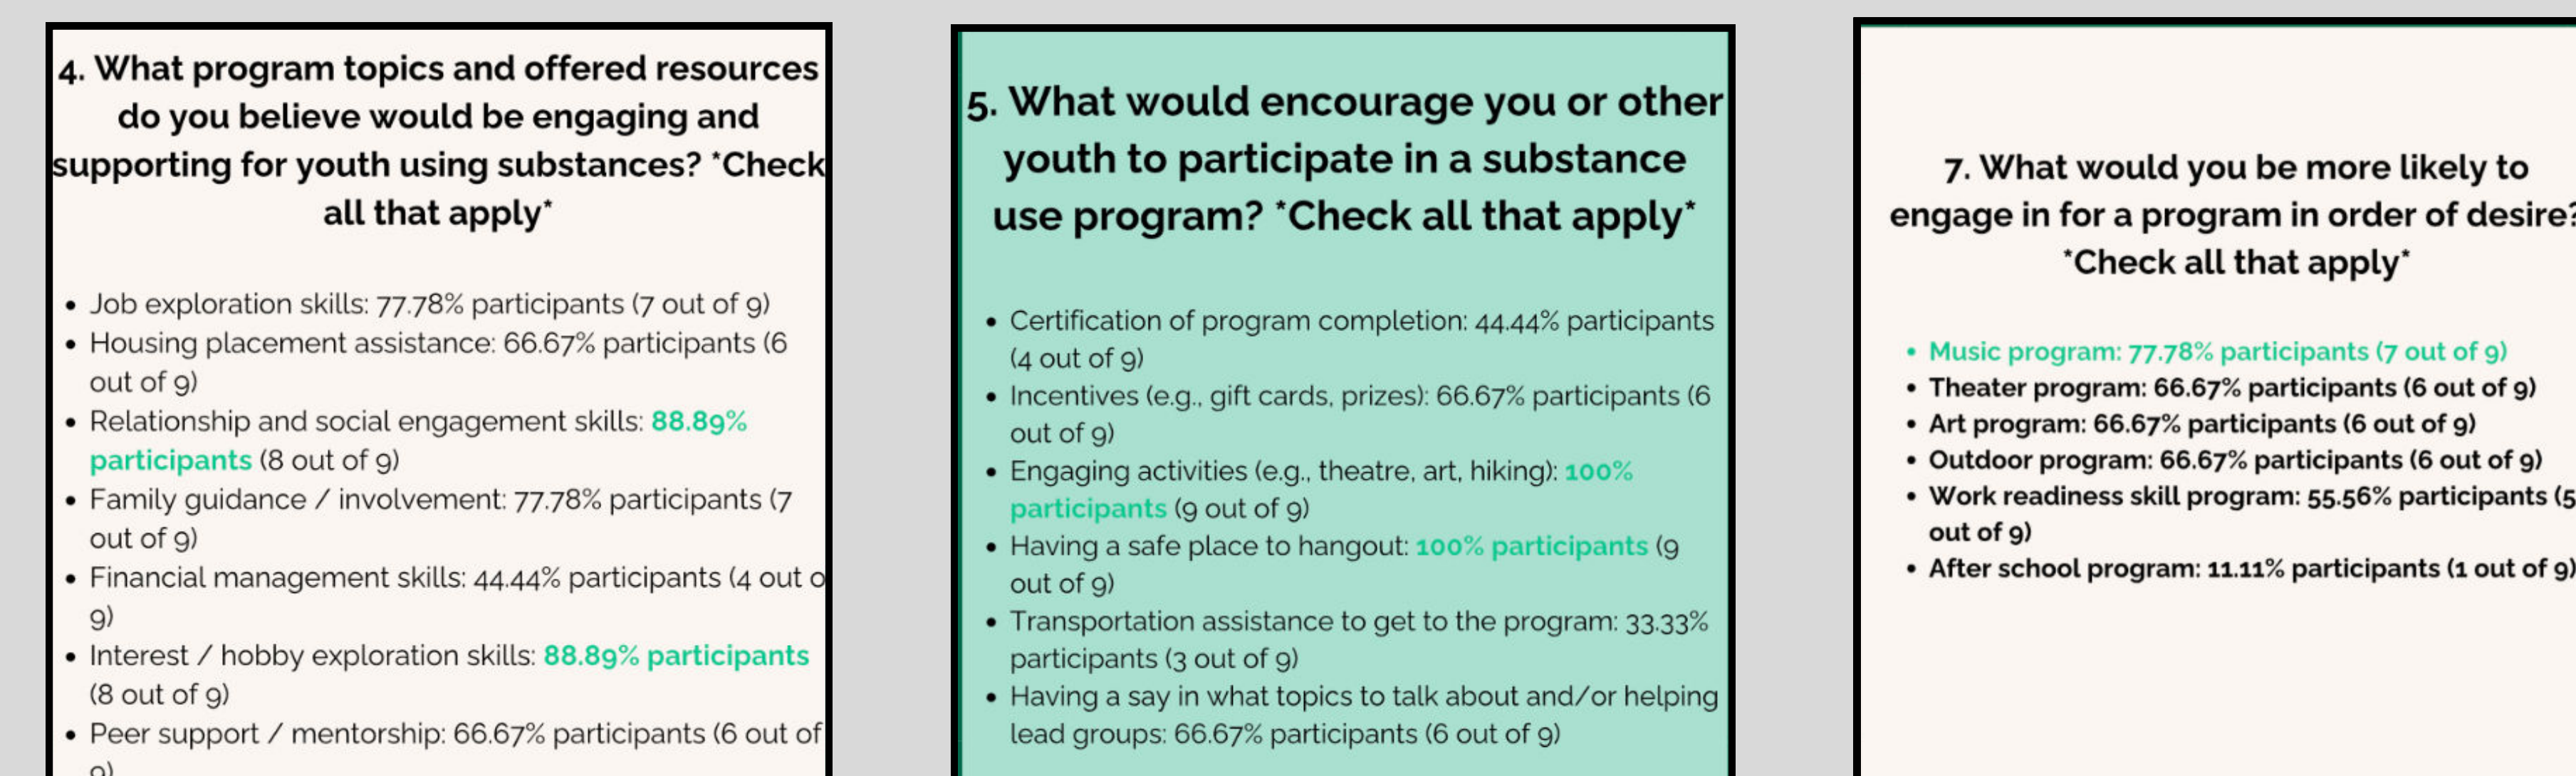 4. What program topics and offered resources
do you believe would be engaging and
supporting for youth using substances? *Check
all that apply*
• Job exploration skills: 77.78% participants (7 out of 9)
• Housing placement assistance: 66.67% participants (6
out of 9)
• Relationship and social engagement skills: 88.89%
participants (8 out of 9)
• Family guidance / involvement: 77.78% participants (7
out of 9)
• Financial management skills: 44.44% participants (4 out o
9)
• Interest / hobby exploration skills: 88.89% participants
(8 out of 9)
• Peer support / mentorship: 66.67% participants (6 out of
9)
5. What would encourage you or other
youth to participate in a substance
use program? *Check all that apply*
• Certification of program completion: 44.44% participants
(4 out of 9)
• Incentives (e.g., gift cards, prizes): 66.67% participants (6
out of 9)
• Engaging activities (e.g., theatre, art, hiking): 100%
participants (9 out of 9)
• Having a safe place to hangout: 100% participants (9
out of 9)
• Transportation assistance to get to the program: 33.33%
participants (3 out of 9)
• Having a say in what topics to talk about and/or helping
lead groups: 66.67% participants (6 out of 9)
7. What would you be more likely to
engage in for a program in order of desire?
*Check all that apply*
• Music program: 77.78% participants (7 out of 9)
• Theater program: 66.67% participants (6 out of 9)
• Art program: 66.67% participants (6 out of 9)
• Outdoor program: 66.67% participants (6 out of 9)
• Work readiness skill program: 55.56% participants (5
out of 9)
• After school program: 11.11% participants (1 out of 9)